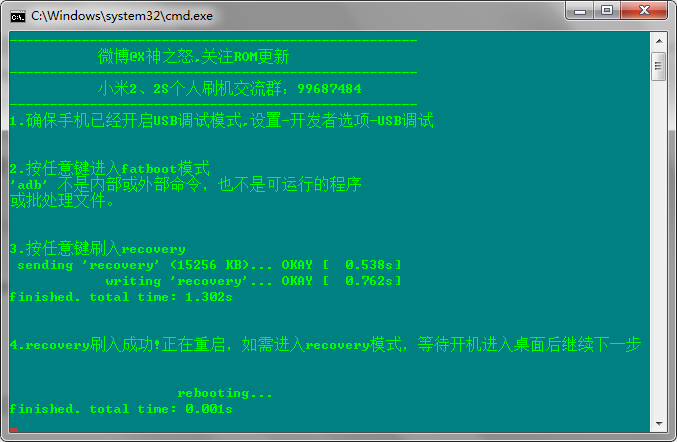 C:\Windows\system32\cmd.exe
微博@X神之怒,关注ROM更新
小米2、2S个人刷机交流群：99687484
1.确保手机已经开启USB调试模式,设置-开发者选项-USB调试
2.按任意键进入fatboot模式
'adb' 不是内部或外部命令，也不是可运行的程序
或批处理文件。
3.按任意键刷入recovery
sending 'recovery' (15256 KB)... OKAY [  0.538s]
writing 'recovery'... OKAY [  0.762s]
finished. total time: 1.302s
4.recovery刷入成功!正在重启，如需进入recovery模式，等待开机进入桌面后继续下一步
rebooting...
finished. total time: 0.001s